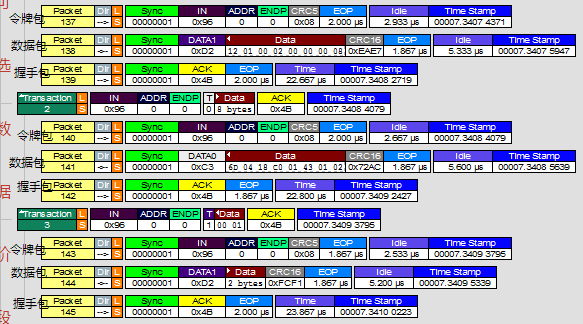 令牌包 Packet 137 Dir --> L S Sync 00000001 IN 0x96 ADDR 0 ENDP 0 CRC5 0x08 EOP 2.000 µs Idle 2.933 µs Time Stamp 00007.3407 4371
先
数据包 Packet 138 Dir --> L S Sync 00000001 DATA1 0xD2 Data 12 01 00 02 00 00 00 08 CRC16 0xEAE7 EOP 1.867 µs Idle 5.333 µs Time Stamp 00007.3407 5947
握手包 Packet 139 Dir --> L S Sync 00000001 ACK 0x4B EOP 2.000 µs Time 22.667 µs Time Stamp 00007.3408 2719
Transaction 2 L S IN 0x96 ADDR 0 ENDP 0 T 0 Data 8 bytes ACK 0x4B Time Stamp 00007.3408 4079
数
令牌包 Packet 140 Dir --> L S Sync 00000001 IN 0x96 ADDR 0 ENDP 0 CRC5 0x08 EOP 1.867 µs Idle 2.667 µs Time Stamp 00007.3408 4079
数据包 Packet 141 Dir --> L S Sync 00000001 DATA0 0xC3 Data 6D 04 18 C0 01 43 01 02 CRC16 0x72AC EOP 1.867 µs Idle 5.600 µs Time Stamp 00007.3408 5639
居
握手包 Packet 142 Dir --> L S Sync 00000001 ACK 0x4B EOP 1.867 µs Time 22.800 µs Time Stamp 00007.3409 2427
Transaction 3 L S IN 0x96 ADDR 0 ENDP 0 T 1 Data 00 01 ACK 0x4B Time Stamp 00007.3409 3795
令牌包 Packet 143 Dir --> L S Sync 00000001 IN 0x96 ADDR 0 ENDP 0 CRC5 0x08 EOP 1.867 µs Idle 2.533 µs Time Stamp 00007.3409 3795
阶
数据包 Packet 144 Dir --> L S Sync 00000001 DATA1 0xD2 Data 2 bytes CRC16 0xFCF1 EOP 1.867 µs Idle 5.200 µs Time Stamp 00007.3409 5339
握手包 Packet 145 Dir --> L S Sync 00000001 ACK 0x4B EOP 2.000 µs Time 23.867 µs Time Stamp 00007.3410 0223
段